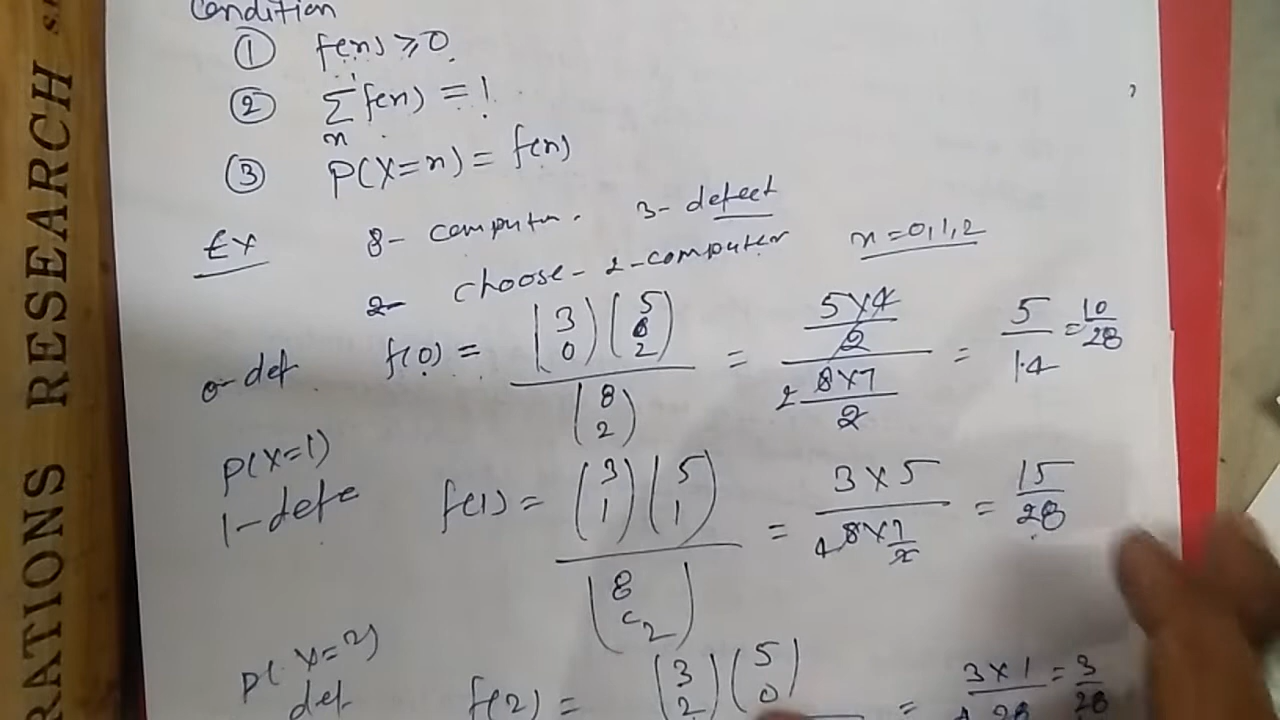 Condition
① f(n) ≥ 0
② Σ f(n) = 1
n
③ P(X=n) = f(n)
Ex 8- computer. 3- defect
2- choose- 2-computer n=0,1,2
0-def f(0) = (3 0)(5 2) / (8 2) = (5×4 / 2) / (8×7 / 2) = 5/14 = 10/28
P(X=1)
1-defe f(1) = (3 1)(5 1) / (8 c 2) = 3×5 / (8×7/2) = 15/28
P(X=2)
def f(2) = (3 2)(5 0) = 3×1 / 28 = 3/28
RATIONS RESEARCH